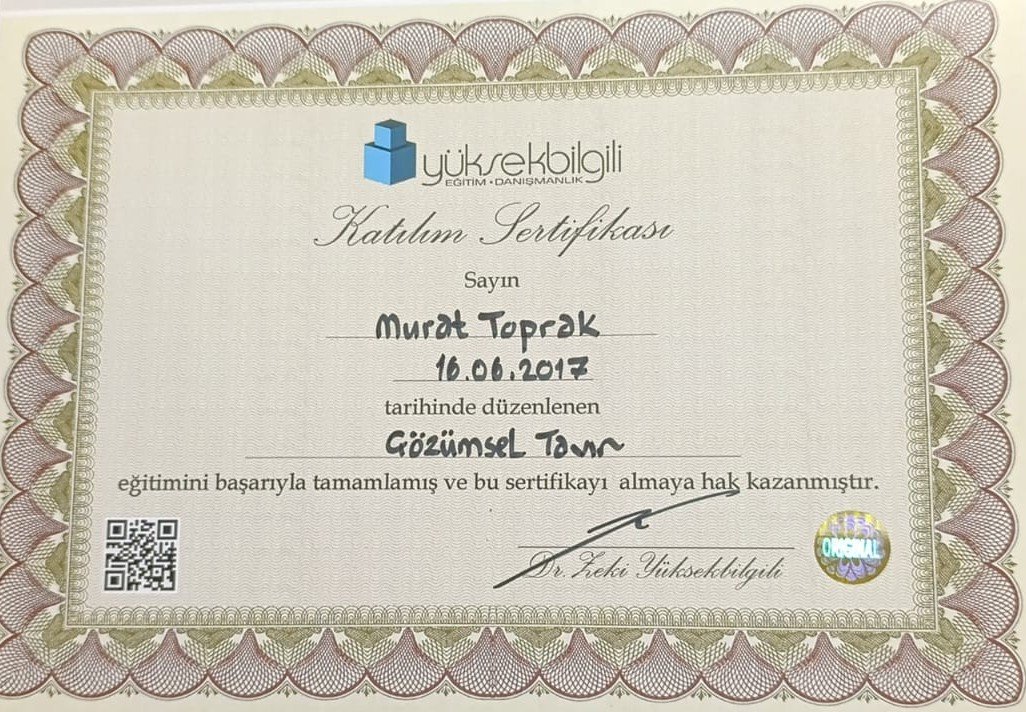 yüksekbilgili
EĞİTİM • DANIŞMANLIK
Katılım Sertifikası
Sayın
Murat Toprak
16.06.2017
tarihinde düzenlenen
Çözümsel Tavır
eğitimini başarıyla tamamlamış ve bu sertifikayı almaya hak kazanmıştır.
ORIGINAL
Dr. Zeki Yüksekbilgili